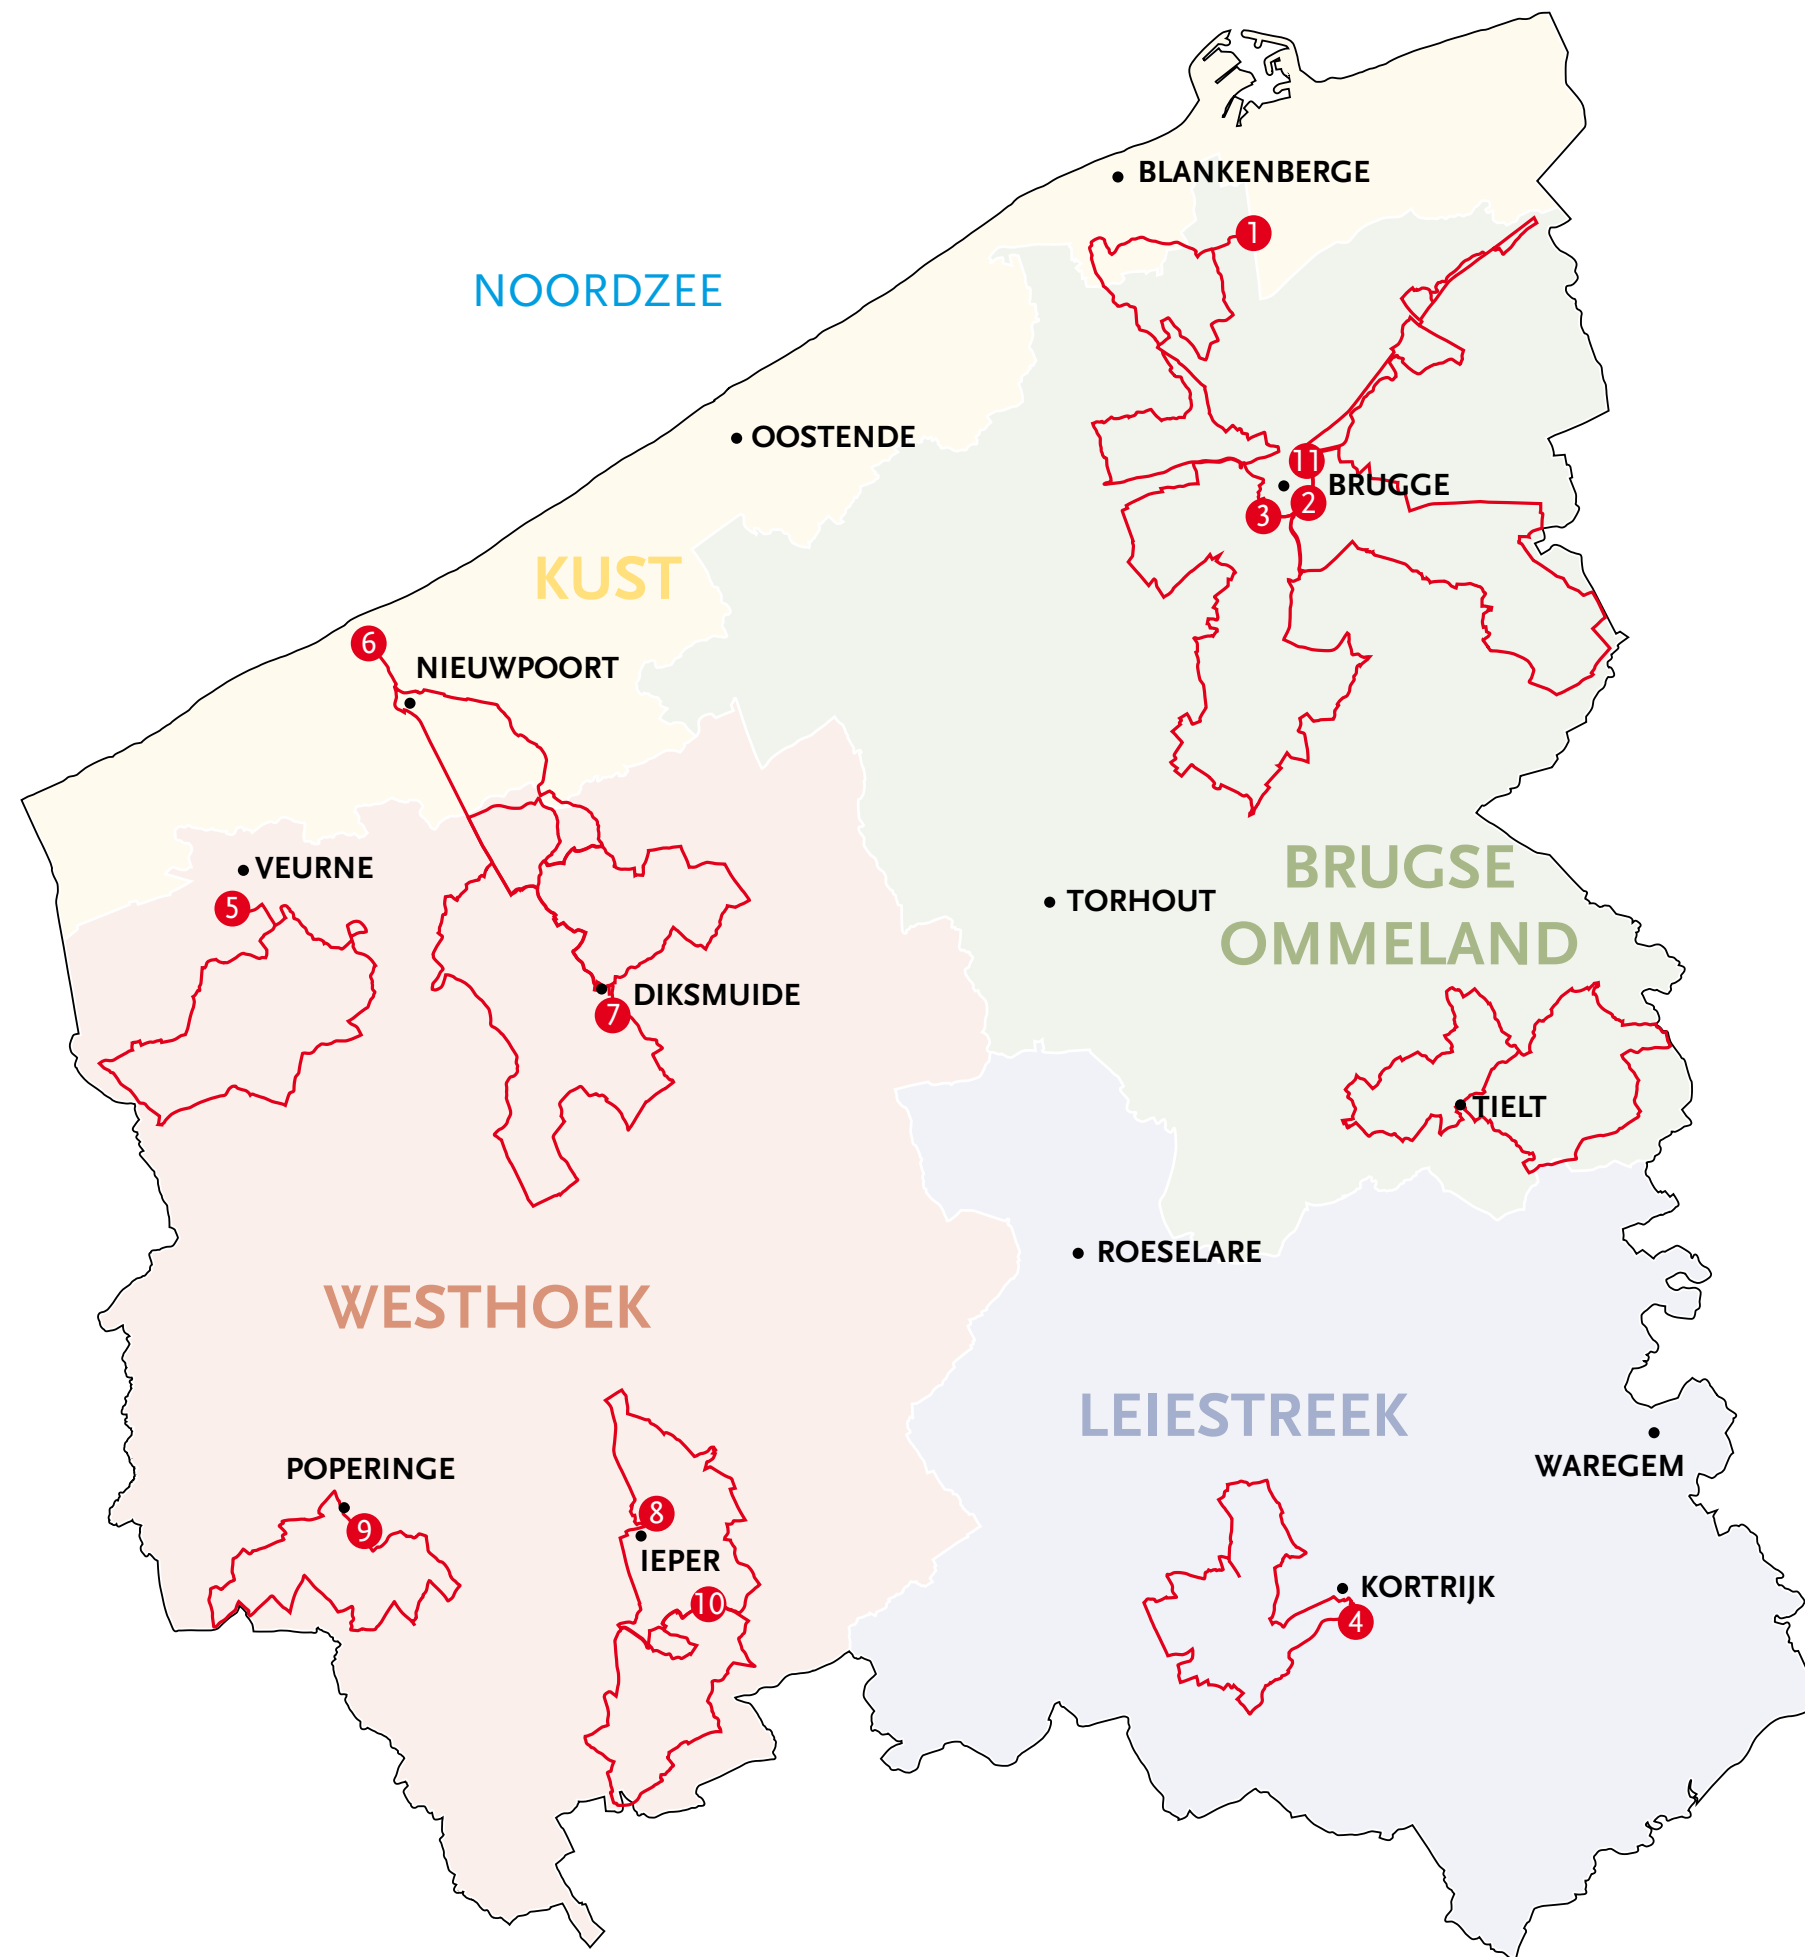 BLANKENBERGE
1
NOORDZEE
OOSTENDE
11
BRUGGE
2
3
KUST
6
NIEUWPOORT
VEURNE
5
BRUGSE
OMMELAND
TORHOUT
DIKSMUIDE
7
TIELT
ROESELARE
WESTHOEK
LEIESTREEK
WAREGEM
POPERINGE
9
8
IEPER
10
KORTRIJK
4